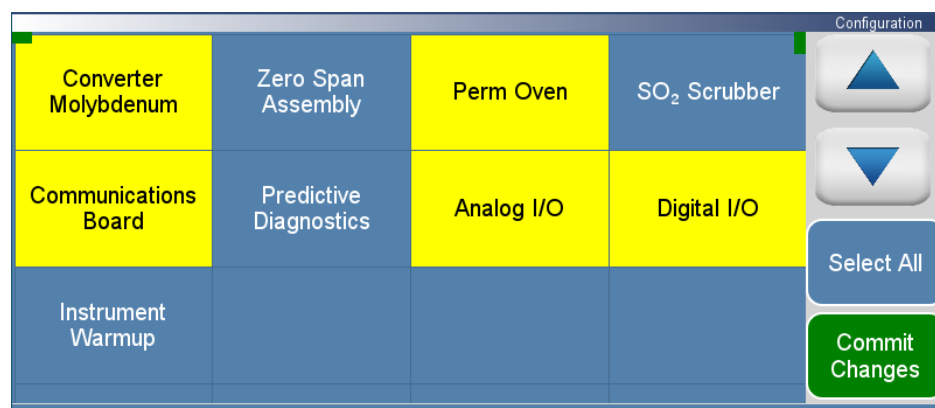 Configuration
Converter
Molybdenum
Zero Span
Assembly
Perm Oven
SO₂ Scrubber
Communications
Board
Predictive
Diagnostics
Analog I/O
Digital I/O
Select All
Instrument
Warmup
Commit
Changes